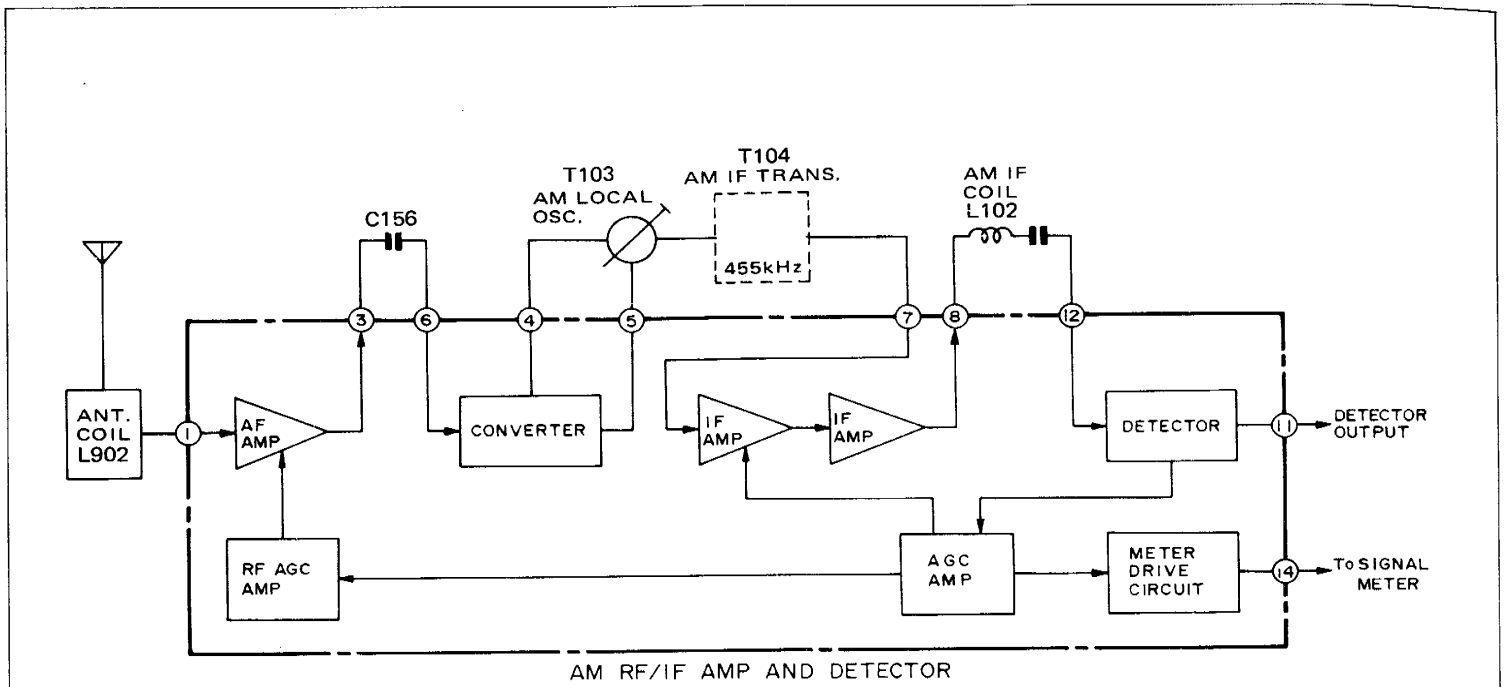 T104
AM IF TRANS.
T103
AM LOCAL
OSC.
C156
AM IF
COIL
L102
455kHz
3
6
4
5
7
8
12
ANT.
COIL
L902
1
AF
AMP
CONVERTER
IF
AMP
IF
AMP
DETECTOR
11
DETECTOR
OUTPUT
RF AGC
AMP
AGC
AMP
METER
DRIVE
CIRCUIT
14
To SIGNAL
METER
AM RF/IF AMP AND DETECTOR